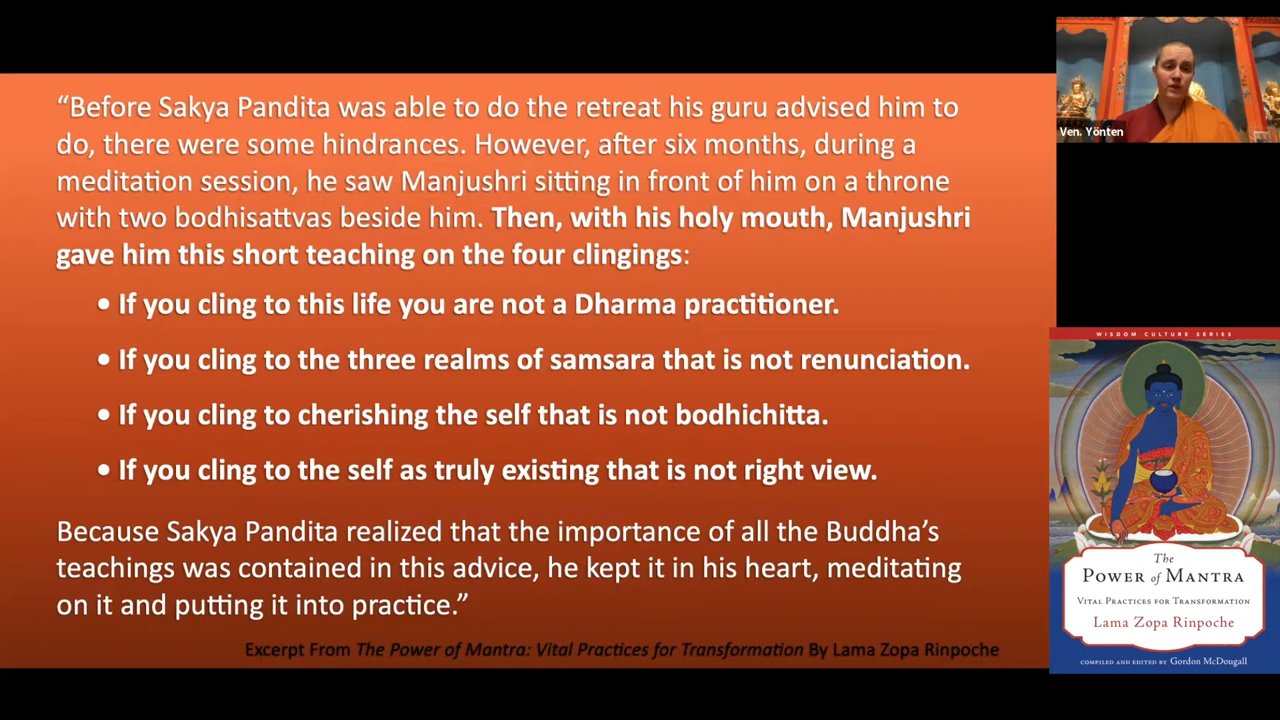 “Before Sakya Pandita was able to do the retreat his guru advised him to
do, there were some hindrances. However, after six months, during a
meditation session, he saw Manjushri sitting in front of him on a throne
with two bodhisattvas beside him. Then, with his holy mouth, Manjushri
gave him this short teaching on the four clingings:
• If you cling to this life you are not a Dharma practitioner.
• If you cling to the three realms of samsara that is not renunciation.
• If you cling to cherishing the self that is not bodhichitta.
• If you cling to the self as truly existing that is not right view.
Because Sakya Pandita realized that the importance of all the Buddha’s
teachings was contained in this advice, he kept it in his heart, meditating
on it and putting it into practice.”
Excerpt From The Power of Mantra: Vital Practices for Transformation By Lama Zopa Rinpoche
Ven. Yönten
WISDOM CULTURE SERIES
The
POWER of MANTRA
VITAL PRACTICES FOR TRANSFORMATION
Lama Zopa Rinpoche
COMPILED AND EDITED BY Gordon McDougall